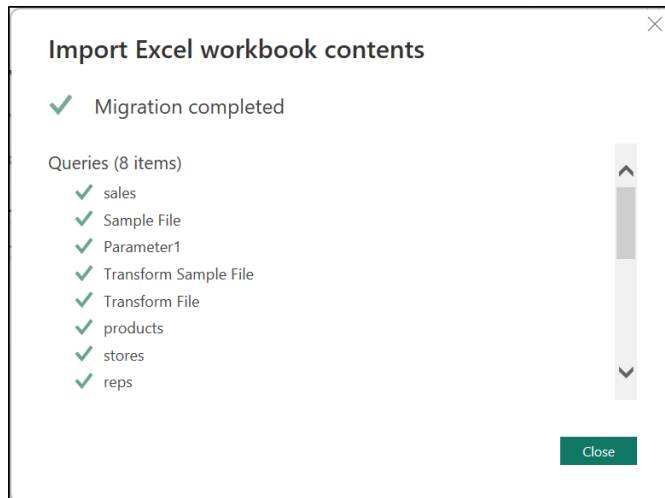 Import Excel workbook contents
Migration completed
Queries (8 items)
sales
Sample File
Parameter1
Transform Sample File
Transform File
products
stores
reps
Close